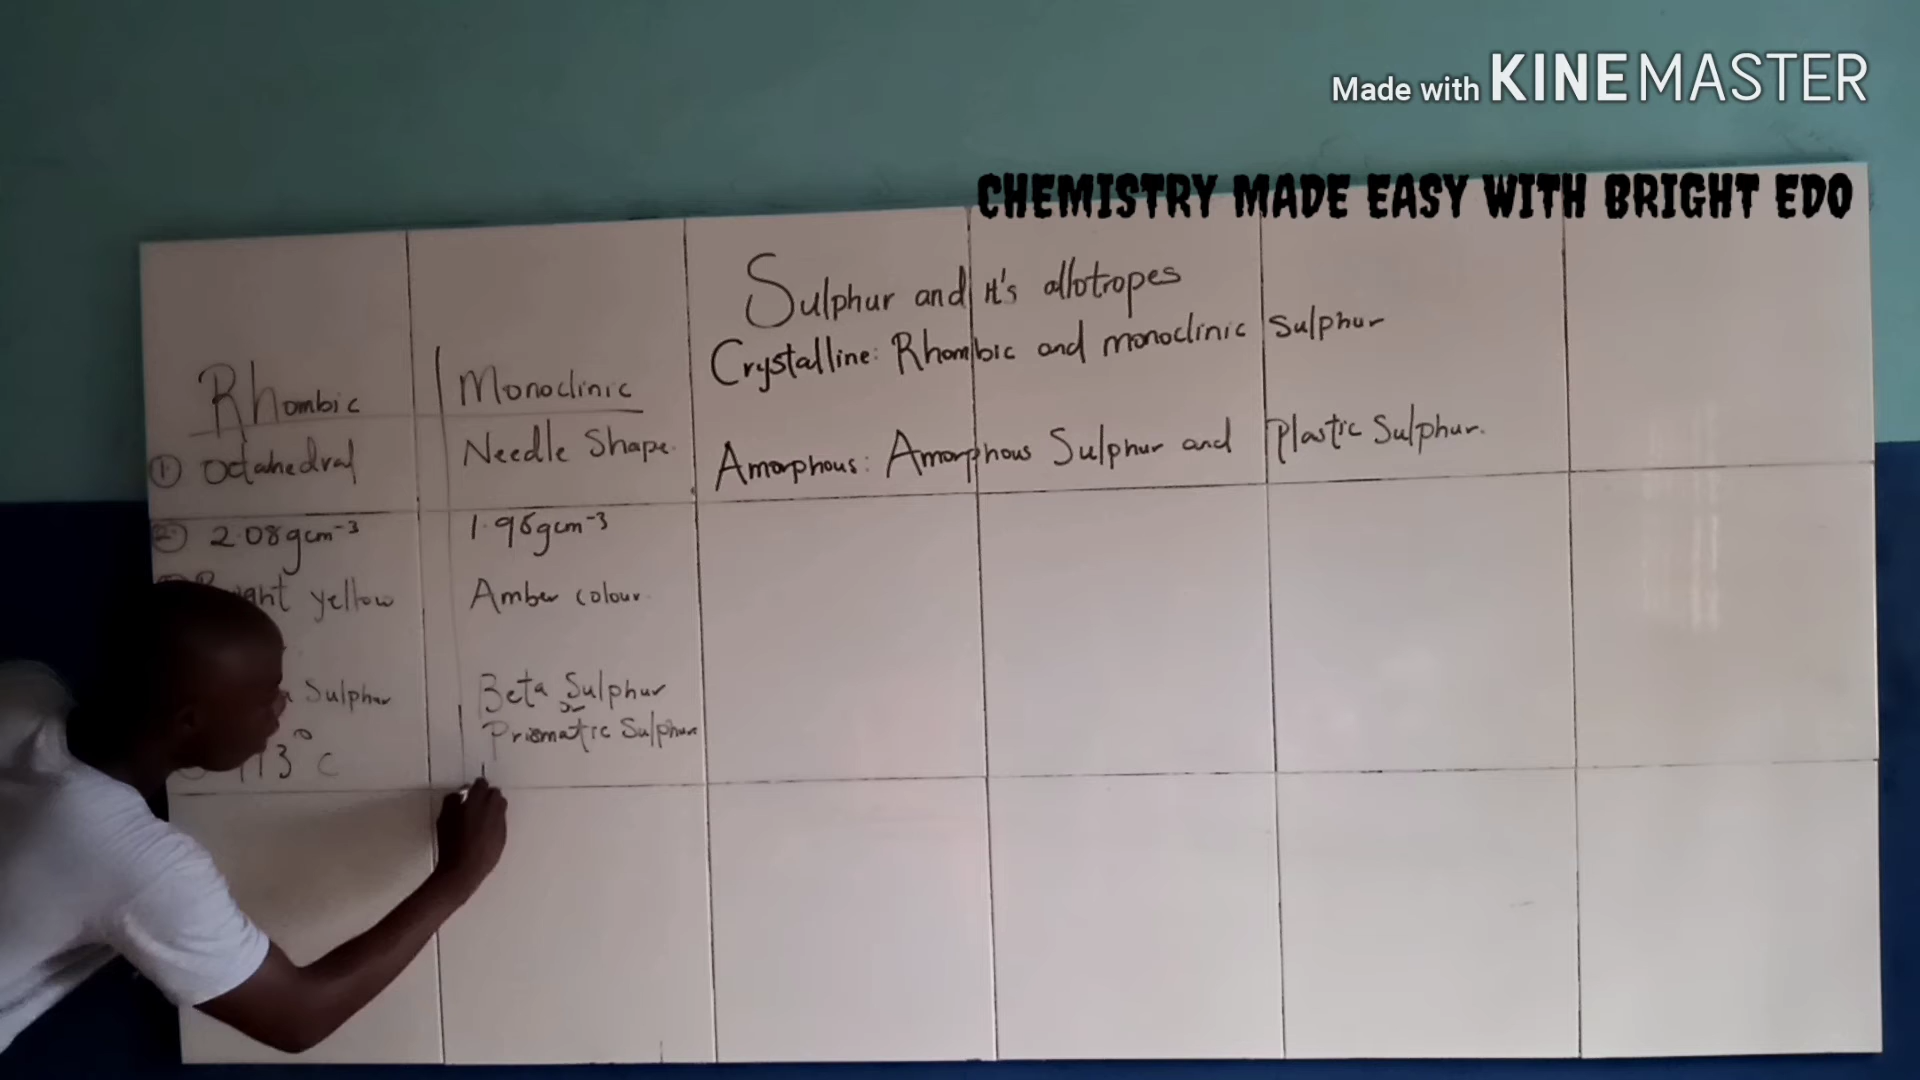 Made with KINEMASTER
CHEMISTRY MADE EASY WITH BRIGHT EDO
Sulphur and it's allotropes
Crystalline: Rhombic and monoclinic Sulphur
Amorphous: Amorphous Sulphur and Plastic Sulphur.
Rhombic
① Octahedral
② 2.08gcm⁻³
yellow
Sulphur
113°C
Monoclinic
Needle Shape.
1.96gcm⁻³
Amber colour.
Beta Sulphur
or
Prismatic Sulphur